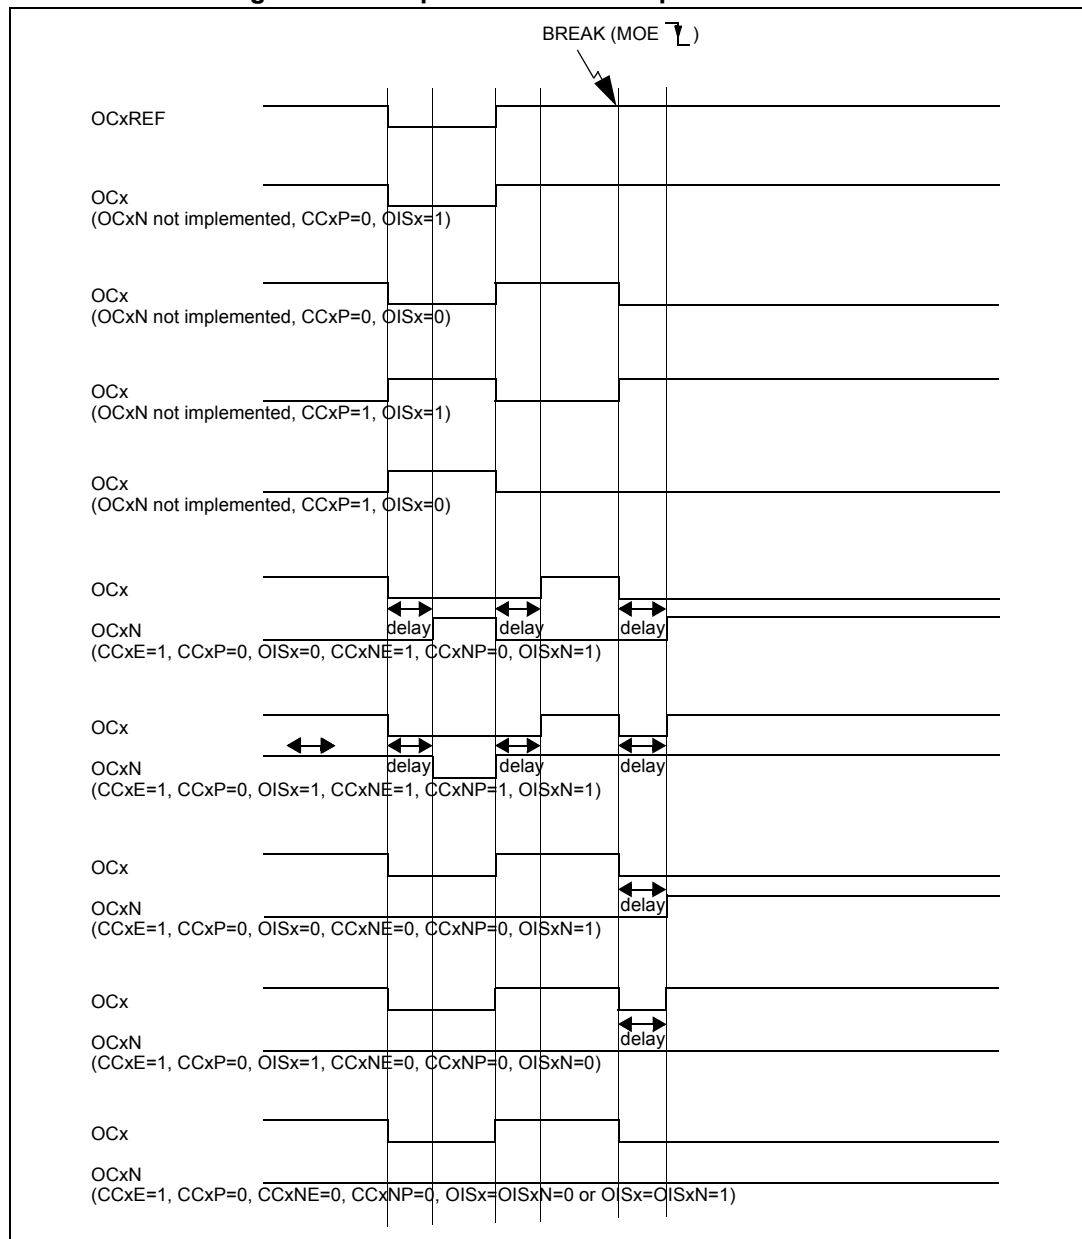 BREAK (MOE )
OCxREF
OCx
(OCxN not implemented, CCxP=0, OISx=1)
OCx
(OCxN not implemented, CCxP=0, OISx=0)
OCx
(OCxN not implemented, CCxP=1, OISx=1)
OCx
(OCxN not implemented, CCxP=1, OISx=0)
OCx
delay delay delay
OCxN
(CCxE=1, CCxP=0, OISx=0, CCxNE=1, CCxNP=0, OISxN=1)
OCx
delay delay delay
OCxN
(CCxE=1, CCxP=0, OISx=1, CCxNE=1, CCxNP=1, OISxN=1)
OCx
delay
OCxN
(CCxE=1, CCxP=0, OISx=0, CCxNE=0, CCxNP=0, OISxN=1)
OCx
delay
OCxN
(CCxE=1, CCxP=0, OISx=1, CCxNE=0, CCxNP=0, OISxN=0)
OCx
OCxN
(CCxE=1, CCxP=0, CCxNE=0, CCxNP=0, OISx=OISxN=0 or OISx=OISxN=1)